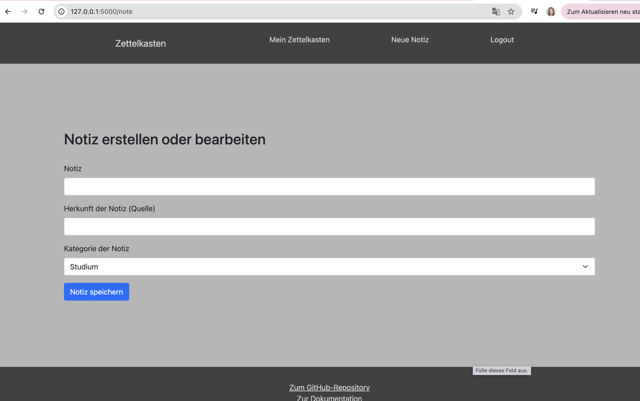 127.0.0.1:5000/note
Zum Aktualisieren neu sta
Zettelkasten
Mein Zettelkasten
Neue Notiz
Logout
Notiz erstellen oder bearbeiten
Notiz
Herkunft der Notiz (Quelle)
Kategorie der Notiz
Studium
Notiz speichern
Fülle dieses Feld aus.
Zum GitHub-Repository
Zur Dokumentation